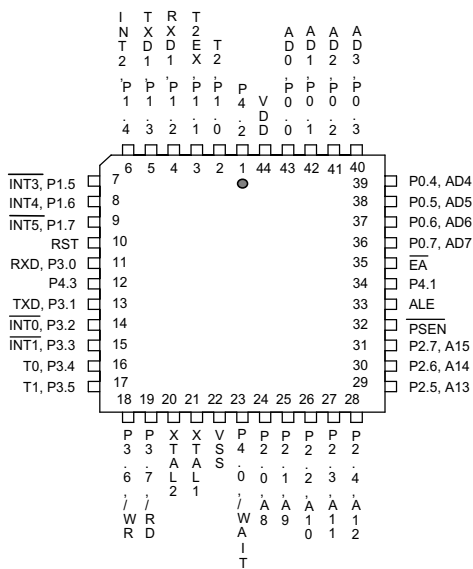 INT2, P1.4
TXD1, P1.3
RXD1, P1.2
T2EX, P1.1
T2, P1.0
P4.2
VDD
AD0, P0.0
AD1, P0.1
AD2, P0.2
AD3, P0.3
6 5 4 3 2 1 44 43 42 41 40
INT3, P1.5 7
INT4, P1.6 8
INT5, P1.7 9
RST 10
RXD, P3.0 11
P4.3 12
TXD, P3.1 13
INT0, P3.2 14
INT1, P3.3 15
T0, P3.4 16
T1, P3.5 17
39 P0.4, AD4
38 P0.5, AD5
37 P0.6, AD6
36 P0.7, AD7
35 EA
34 P4.1
33 ALE
32 PSEN
31 P2.7, A15
30 P2.6, A14
29 P2.5, A13
18 19 20 21 22 23 24 25 26 27 28
P3.6, /WR
P3.7, /RD
XTAL2
XTAL1
VSS
P4.0, /WAIT
P2.0, A8
P2.1, A9
P2.2, A10
P2.3, A11
P2.4, A12